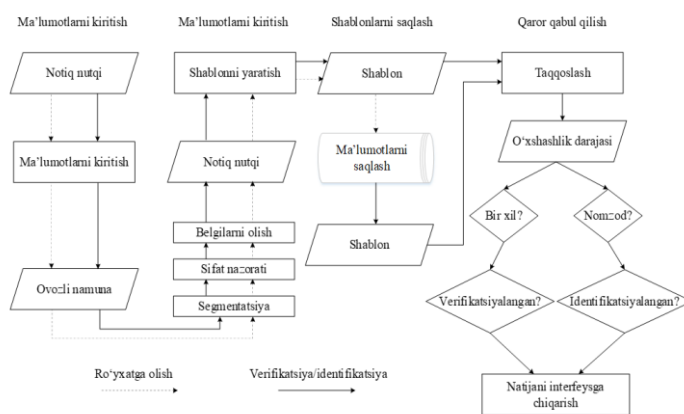 Ma'lumotlarni kiritish
Ma'lumotlarni kiritish
Shablonlarni saqlash
Qaror qabul qilish
Notiq nutqi
Ma'lumotlarni kiritish
Ovozli namuna
Shablonni yaratish
Notiq nutqi
Belgilarni olish
Sifat nazorati
Segmentatsiya
Shablon
Ma'lumotlarni
saqlash
Shablon
Taqqoslash
O‘xshashlik darajasi
Bir xil?
Nomzod?
Verifikatsiyalangan?
Identifikatsiyalangan?
Natijani interfeysga
chiqarish
Ro‘yxatga olish
Verifikatsiya/identifikatsiya